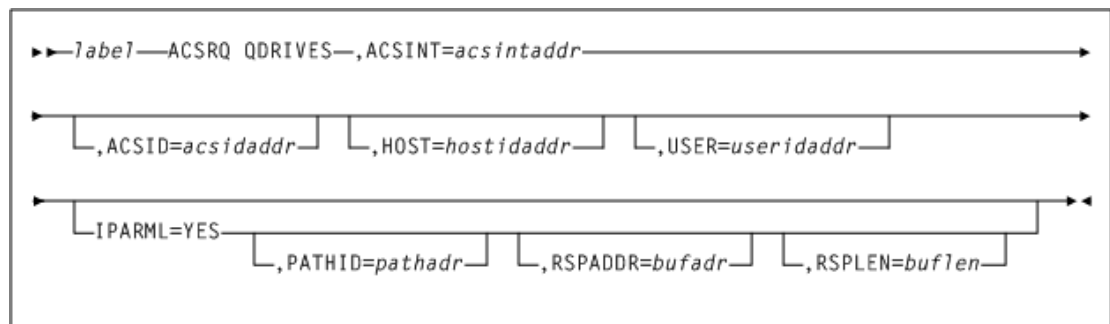 label ACSRQ QDRIVES ,ACSINT=acsintaddr
,ACSID=acsidaddr ,HOST=hostidaddr ,USER=useridaddr
IPARML=YES
,PATHID=pathadr ,RSPADDR=bufadr ,RSPLEN=buflen